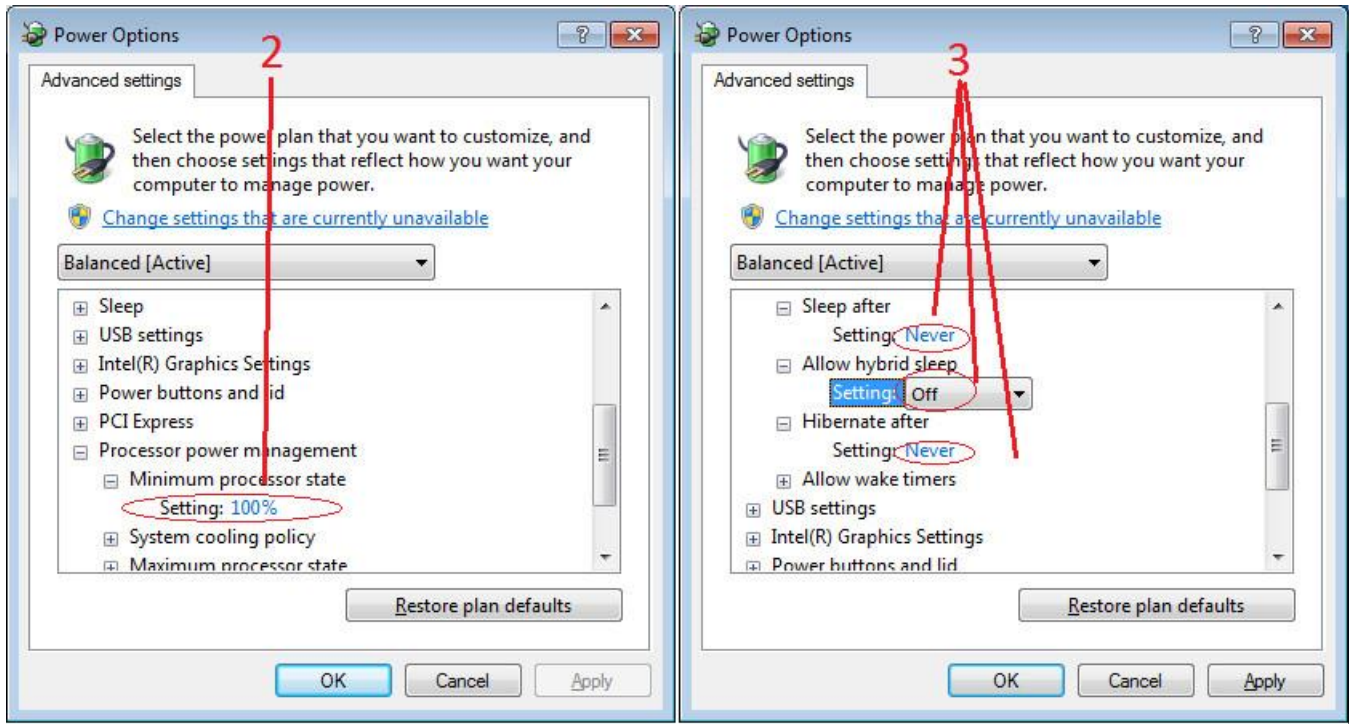 Power Options
2
Advanced settings
Select the power plan that you want to customize, and
then choose settings that reflect how you want your
computer to manage power.
Change settings that are currently unavailable
Balanced [Active]
Sleep
USB settings
Intel(R) Graphics Settings
Power buttons and lid
PCI Express
Processor power management
Minimum processor state
Setting: 100%
System cooling policy
Maximum processor state
Restore plan defaults
OK Cancel Apply
Power Options
3
Advanced settings
Select the power plan that you want to customize, and
then choose settings that reflect how you want your
computer to manage power.
Change settings that are currently unavailable
Balanced [Active]
Sleep after
Setting: Never
Allow hybrid sleep
Setting: Off
Hibernate after
Setting: Never
Allow wake timers
USB settings
Intel(R) Graphics Settings
Power buttons and lid
Restore plan defaults
OK Cancel Apply